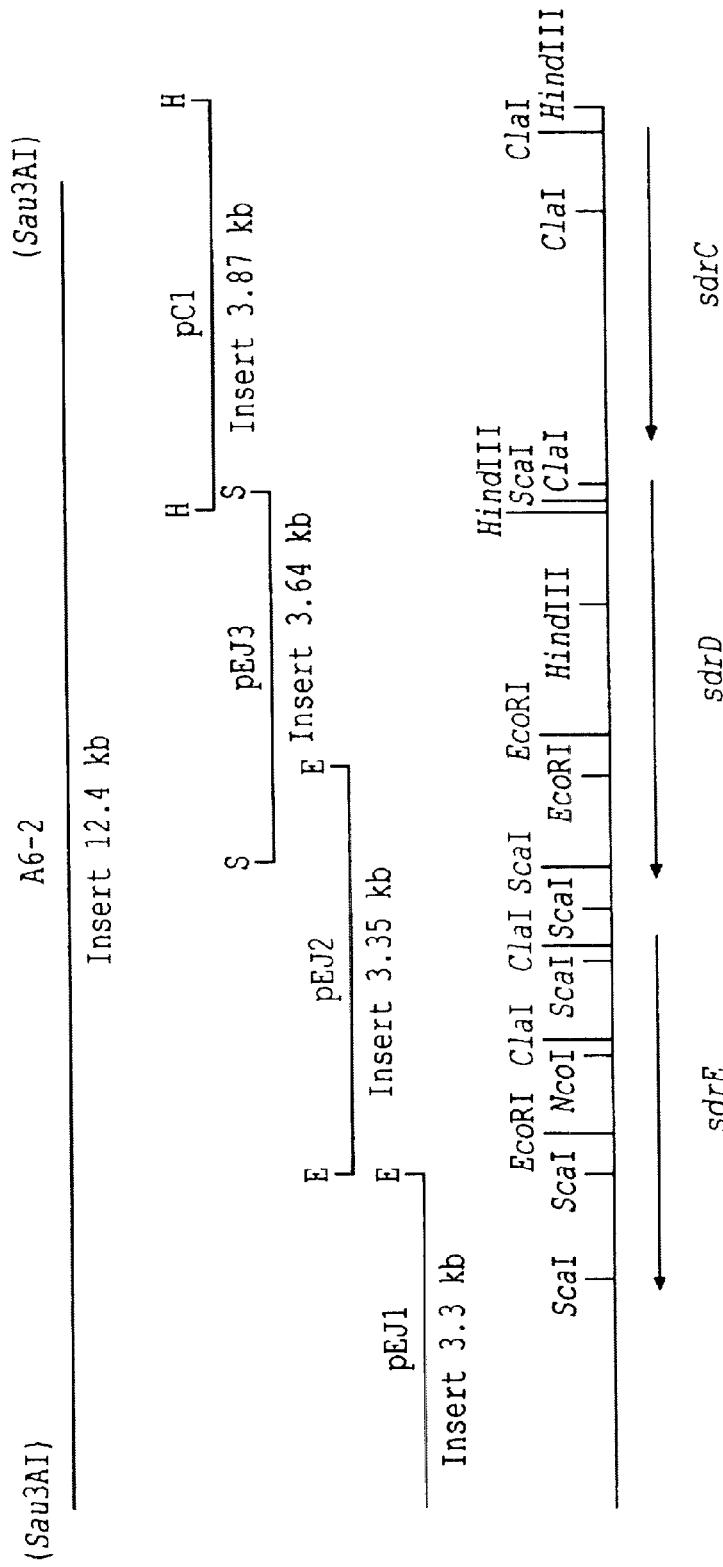 (Sau3AI) A6-2 (Sau3AI)
Insert 12.4 kb
H H
pC1
Insert 3.87 kb
S S
pEJ3
Insert 3.64 kb
E E
pEJ2
Insert 3.35 kb
E
pEJ1
Insert 3.3 kb
ScaI
ScaI
EcoRI
NcoI
ClaI
ScaI
ClaI
ScaI
ScaI
EcoRI
EcoRI
HindIII
HindIII
ScaI
ClaI
ClaI
ClaI
HindIII
sdrE sdrD sdrC